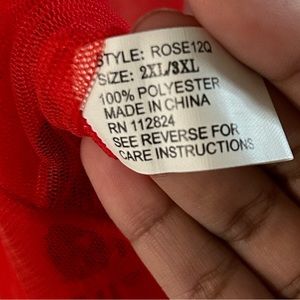 STYLE: ROSE12Q
SIZE: 2XL/3XL
100% POLYESTER
MADE IN CHINA
RN 112824
SEE REVERSE FOR
CARE INSTRUCTIONS